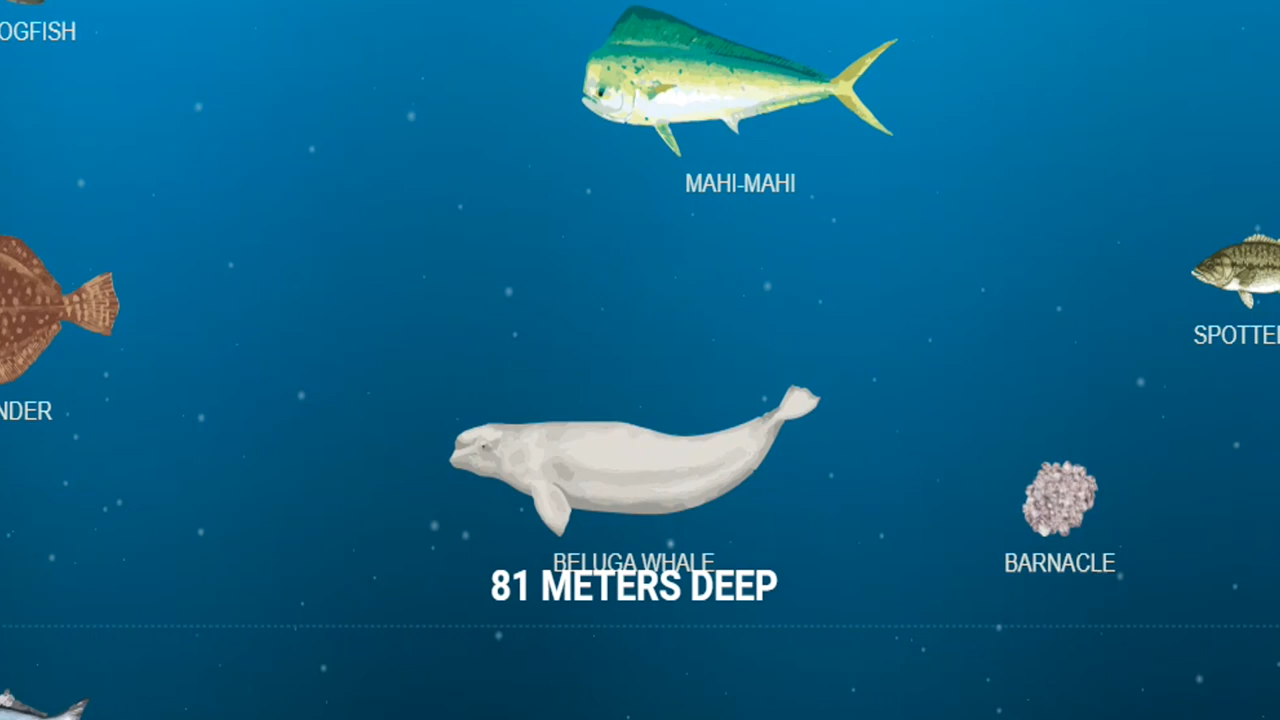 OGFISH
MAHI-MAHI
SPOTTE
NDER
BELUGA WHALE
BARNACLE
81 METERS DEEP